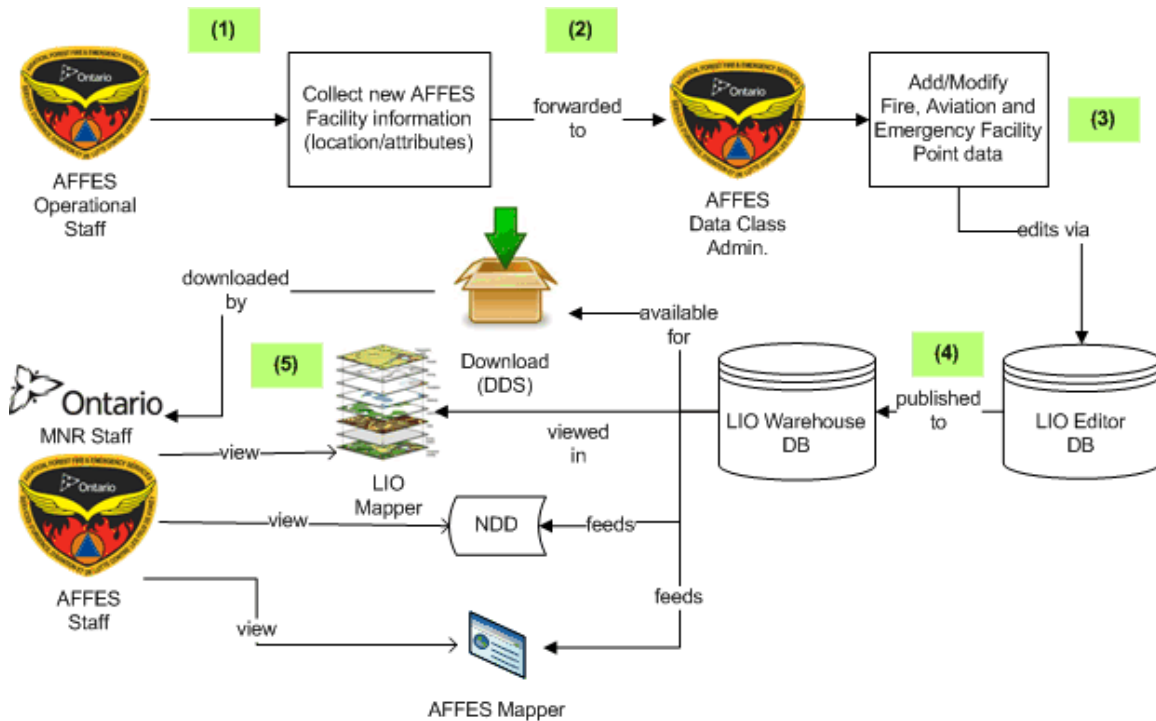 (1)
(2)
Ontario
Collect new AFFES
Facility information
(location/attributes)
forwarded
to
Ontario
Add/Modify
Fire, Aviation and
Emergency Facility
Point data
(3)
AFFES
Operational
Staff
AFFES
Data Class
Admin.
edits via
downloaded
by
available
for
(5)
Download
(DDS)
(4)
Ontario
MNR Staff
view
LIO
Mapper
viewed
in
LIO Warehouse
DB
published
to
LIO Editor
DB
Ontario
view
NDD
feeds
AFFES
Staff
view
feeds
AFFES Mapper